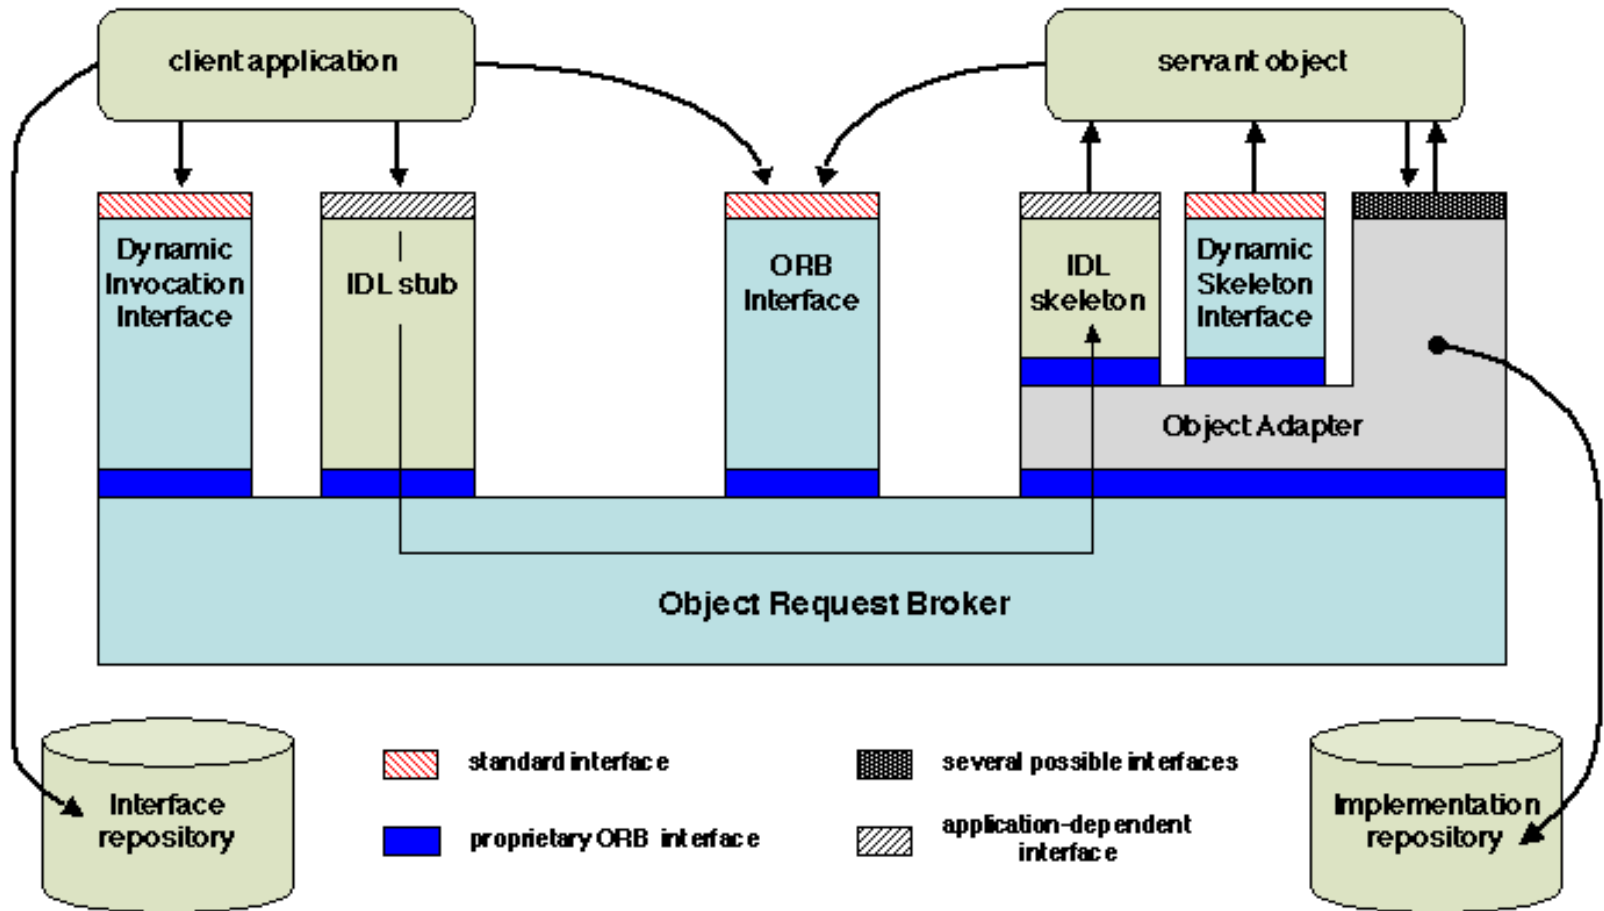 client application
servant object
Dynamic
Invocation
Interface
IDL stub
ORB
Interface
IDL
skeleton
Dynamic
Skeleton
Interface
Object Adapter
Object Request Broker
Interface
repository
standard interface
proprietary ORB interface
several possible interfaces
application-dependent
interface
Implementation
repository